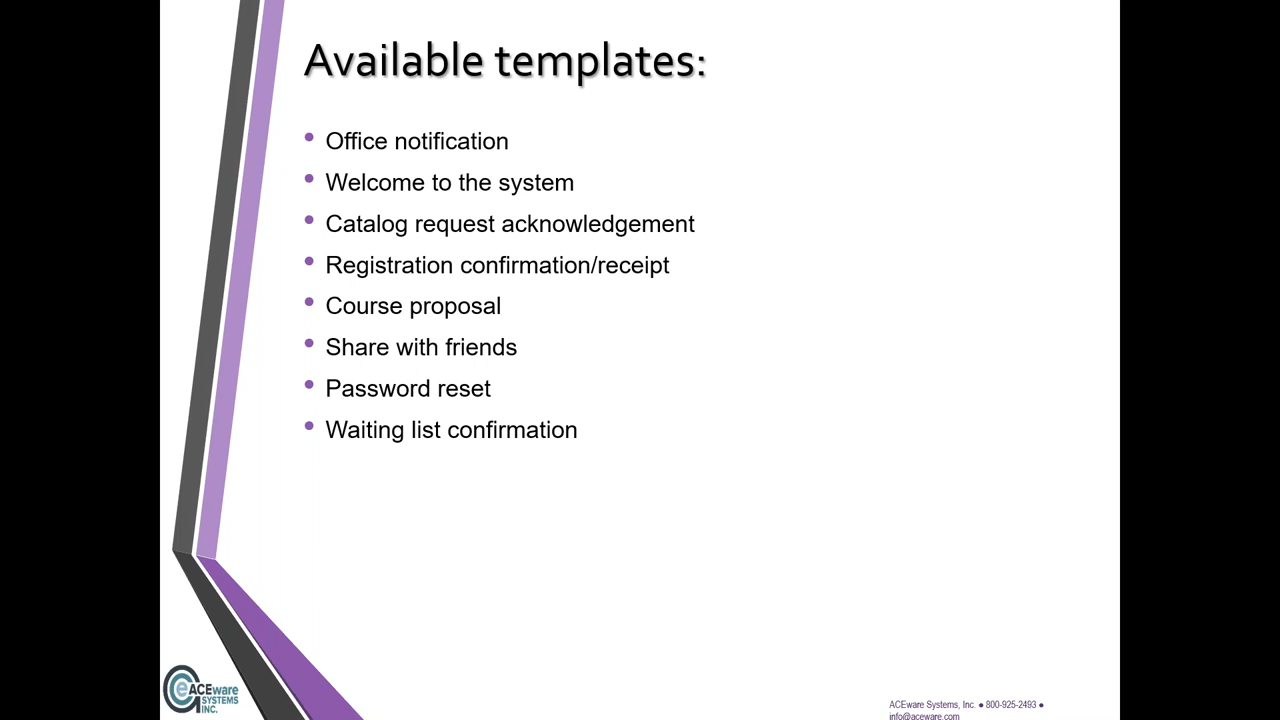 Available templates:
Office notification
Welcome to the system
Catalog request acknowledgement
Registration confirmation/receipt
Course proposal
Share with friends
Password reset
Waiting list confirmation
e ACEware
SYSTEMS
INC.
ACEware Systems, Inc. ● 800-925-2493 ●
info@aceware.com